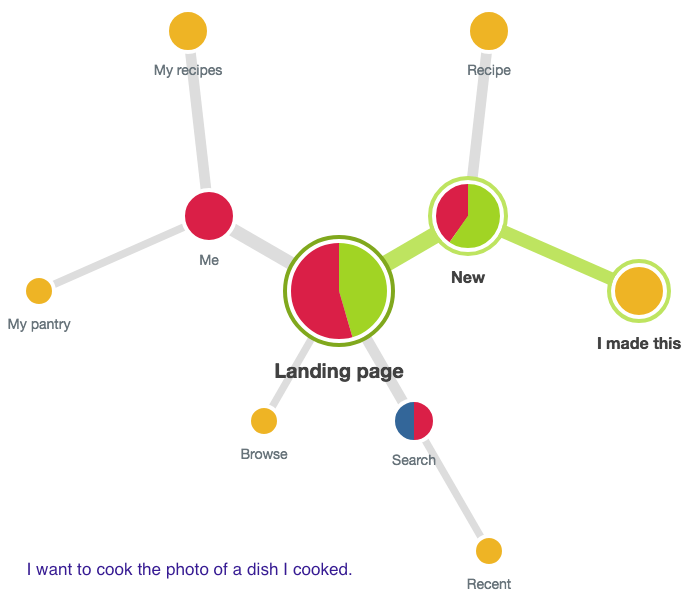 My recipes
Recipe
Me
New
My pantry
I made this
Landing page
Browse
Search
I want to cook the photo of a dish I cooked.
Recent